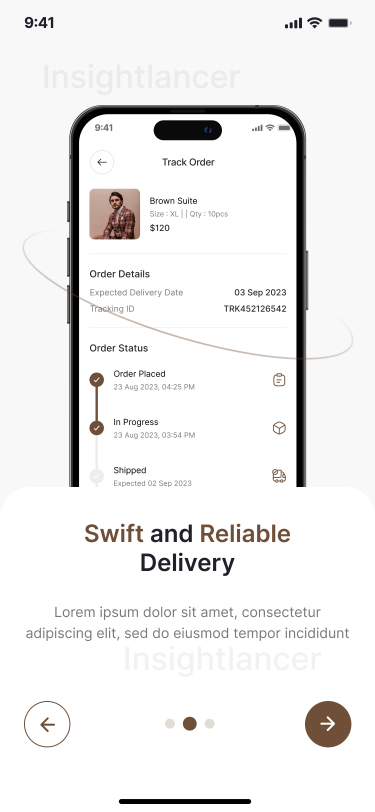 9:41
Insightlancer
9:41
Track Order
Brown Suite
Size : XL | | Qty : 10pcs
$120
Order Details
Expected Delivery Date 03 Sep 2023
Tracking ID TRK452126542
Order Status
Order Placed
23 Aug 2023, 04:25 PM
In Progress
23 Aug 2023, 03:54 PM
Shipped
Expected 02 Sep 2023
Swift and Reliable
Delivery
Lorem ipsum dolor sit amet, consectetur
adipiscing elit, sed do eiusmod tempor incididunt
Insightlancer